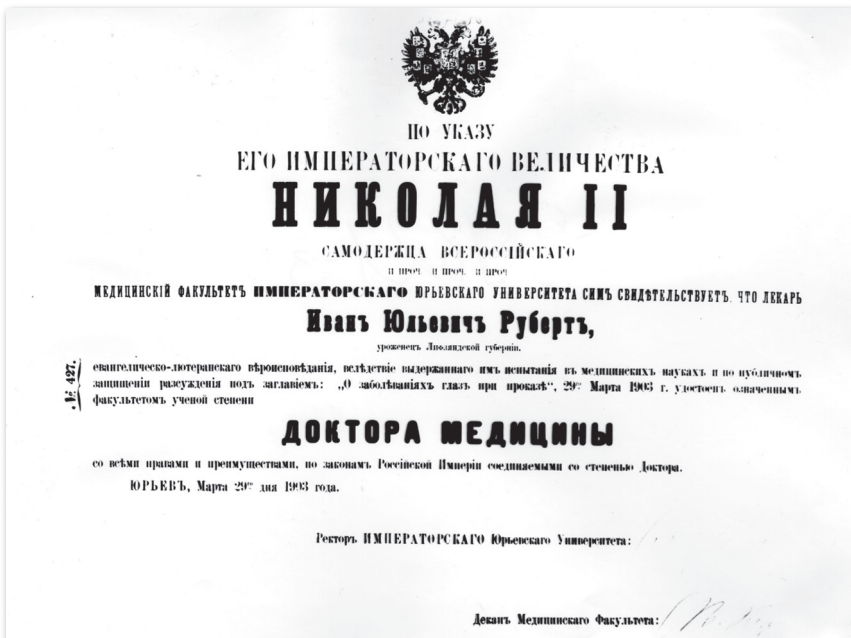 ПО УКАЗУ
ЕГО ИМПЕРАТОРСКАГО ВЕЛИЧЕСТВА
НИКОЛАЯ II
САМОДЕРЖЦА ВСЕРОССІЙСКАГО
И ПРОЧ. И ПРОЧ. И ПРОЧ
МЕДИЦИНСКІЙ ФАКУЛЬТЕТЪ ИМПЕРАТОРСКАГО ЮРЬЕВСКАГО УНИВЕРСИТЕТА СИМЪ СВИДѢТЕЛЬСТВУЕТЪ, ЧТО ЛЕКАРЬ
Иванъ Юльевичъ Рубертъ,
уроженец Лифляндской губерніи.
№ 427.
евангелическо-лютеранскаго вѣроисповѣданія, вслѣдствіе выдержаннаго имъ испытанія въ медицинскихъ наукахъ и по публичномъ
защищеніи разсужденія подъ заглавіемъ: „О заболѣваніяхъ глазъ при проказѣ“, 29го Марта 1903 г. удостоенъ означеннымъ
факультетомъ ученой степени
ДОКТОРА МЕДИЦИНЫ
со всѣми правами и преимуществами, по законамъ Россійской Имперіи соединяемыми со степенью Доктора.
ЮРЬЕВЪ, Марта 29го дня 1903 года.
Ректоръ ИМПЕРАТОРСКАГО Юрьевскаго Университета:
Деканъ Медицинскаго Факультета: